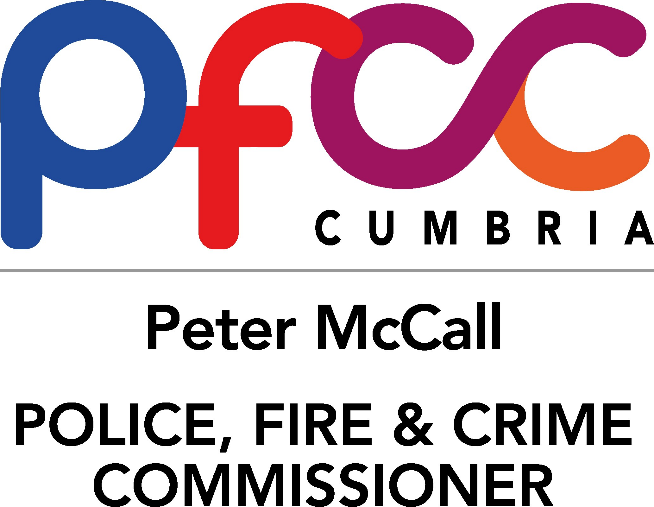 pfcc
CUMBRIA
Peter McCall
POLICE, FIRE & CRIME
COMMISSIONER